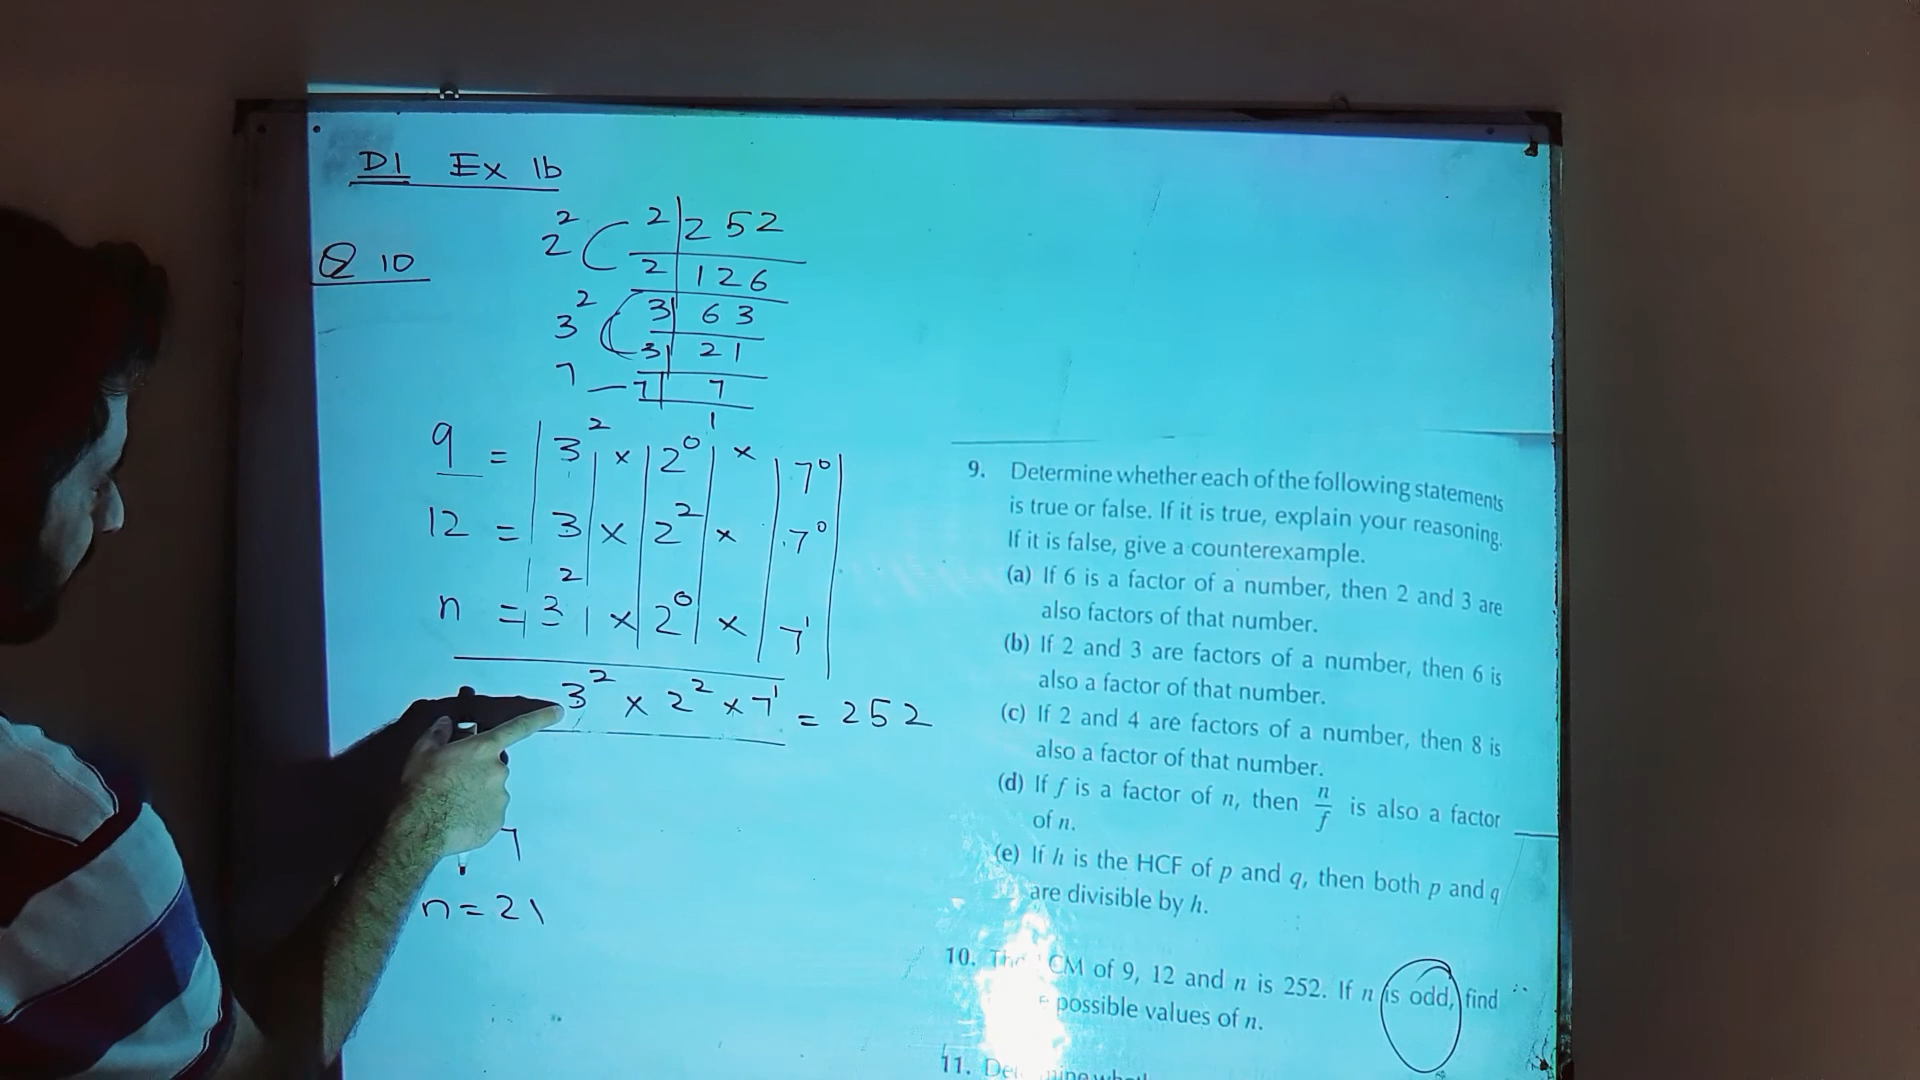 D1 Ex 1b
Q 10
2² 2 252
2 126
3² 3 63
3 21
7 7 7
9 = 3² × 2⁰ × 7⁰
12 = 3¹ × 2² × 7⁰
n = 3² × 2⁰ × 7¹
3² × 2² × 7¹ = 252
7
n = 21
9. Determine whether each of the following statements
is true or false. If it is true, explain your reasoning.
If it is false, give a counterexample.
(a) If 6 is a factor of a number, then 2 and 3 are
also factors of that number.
(b) If 2 and 3 are factors of a number, then 6 is
also a factor of that number.
(c) If 2 and 4 are factors of a number, then 8 is
also a factor of that number.
(d) If f is a factor of n, then n/f is also a factor
of n.
(e) If h is the HCF of p and q, then both p and q
are divisible by h.
10. CM of 9, 12 and n is 252. If n is odd, find
possible values of n.
11.